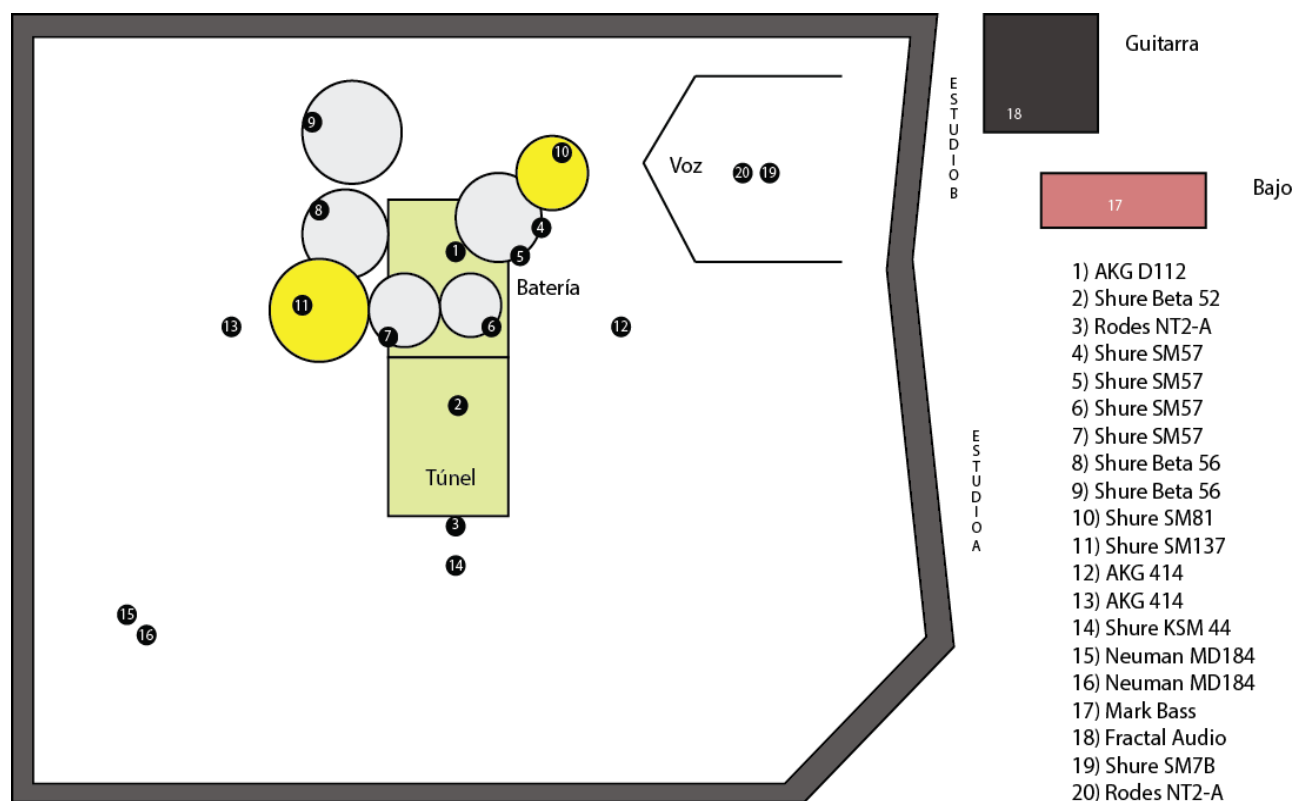 Guitarra
18
ESTUDIO B
Bajo
17
9
10
Voz
20
19
8
4
1
5
Batería
11
13
7
6
12
2
Túnel
ESTUDIO A
3
14
15
16
1) AKG D112
2) Shure Beta 52
3) Rodes NT2-A
4) Shure SM57
5) Shure SM57
6) Shure SM57
7) Shure SM57
8) Shure Beta 56
9) Shure Beta 56
10) Shure SM81
11) Shure SM137
12) AKG 414
13) AKG 414
14) Shure KSM 44
15) Neuman MD184
16) Neuman MD184
17) Mark Bass
18) Fractal Audio
19) Shure SM7B
20) Rodes NT2-A